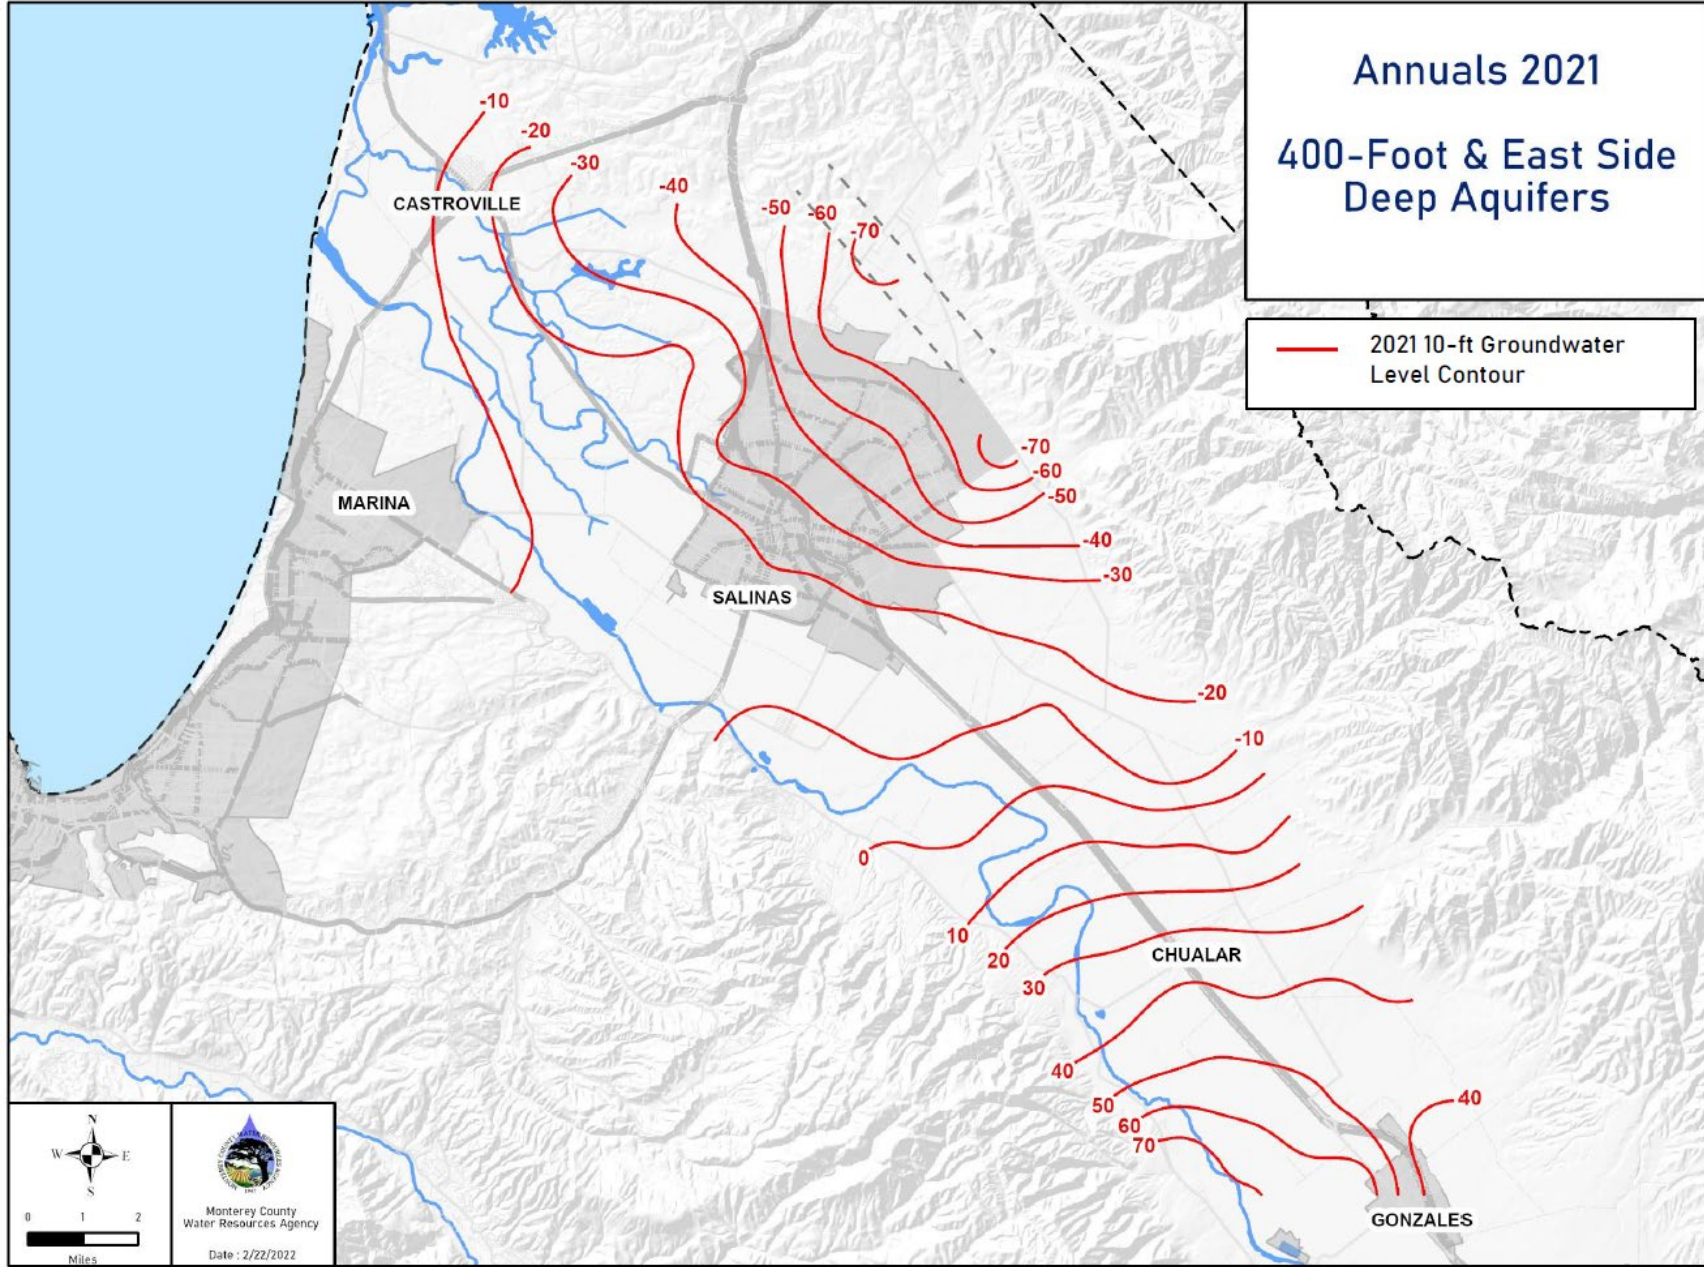 Annuals 2021
400-Foot & East Side
Deep Aquifers
2021 10-ft Groundwater
Level Contour
-10
-20
-30
-40
-50
-60
-70
CASTROVILLE
MARINA
-70
-60
-50
-40
-30
SALINAS
-20
-10
0
10
20
30
CHUALAR
40
50
60
70
40
GONZALES
N
W
E
S
0 1 2
Miles
Monterey County
Water Resources Agency
Date : 2/22/2022